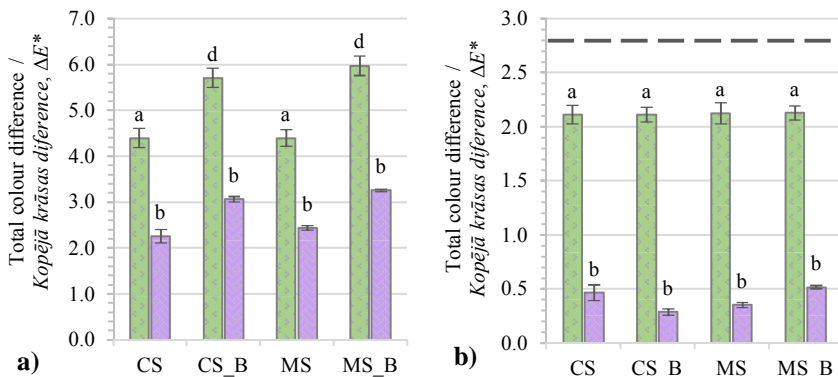 Total colour difference /
Kopējā krāsas diference, ΔE*
7.0
6.0
5.0
4.0
3.0
2.0
1.0
0.0
a
b
d
b
a
b
d
b
CS
CS_B
MS
MS_B
a)
Total colour difference /
Kopējā krāsas diference, ΔE*
3.0
2.5
2.0
1.5
1.0
0.5
0.0
a
b
a
b
a
b
a
b
CS
CS_B
MS
MS_B
b)